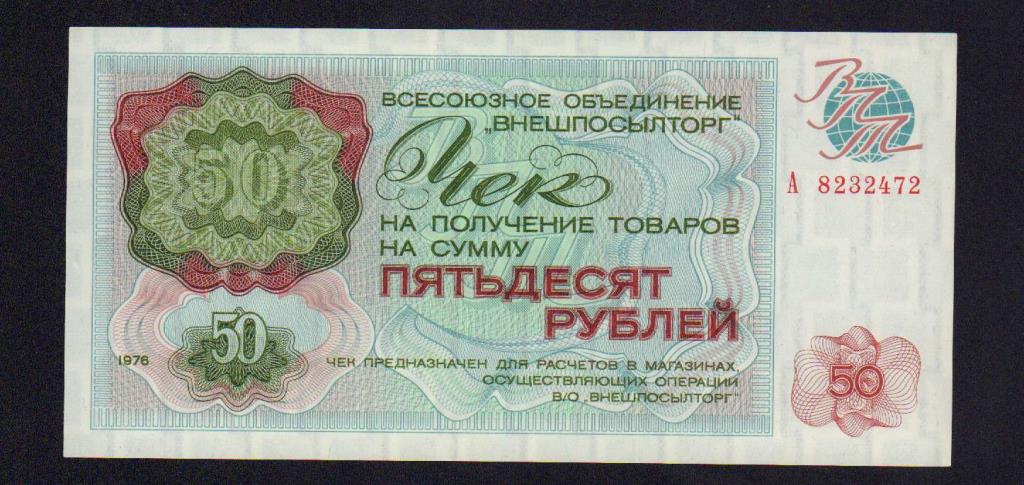 50
ВСЕСОЮЗНОЕ ОБЪЕДИНЕНИЕ
„ВНЕШПОСЫЛТОРГ"
Чек
НА ПОЛУЧЕНИЕ ТОВАРОВ
НА СУММУ
ПЯТЬДЕСЯТ
РУБЛЕЙ
1976
50
ЧЕК ПРЕДНАЗНАЧЕН ДЛЯ РАСЧЕТОВ В МАГАЗИНАХ,
ОСУЩЕСТВЛЯЮЩИХ ОПЕРАЦИИ
В/О „ВНЕШПОСЫЛТОРГ"
ВПТ
А 8232472
50